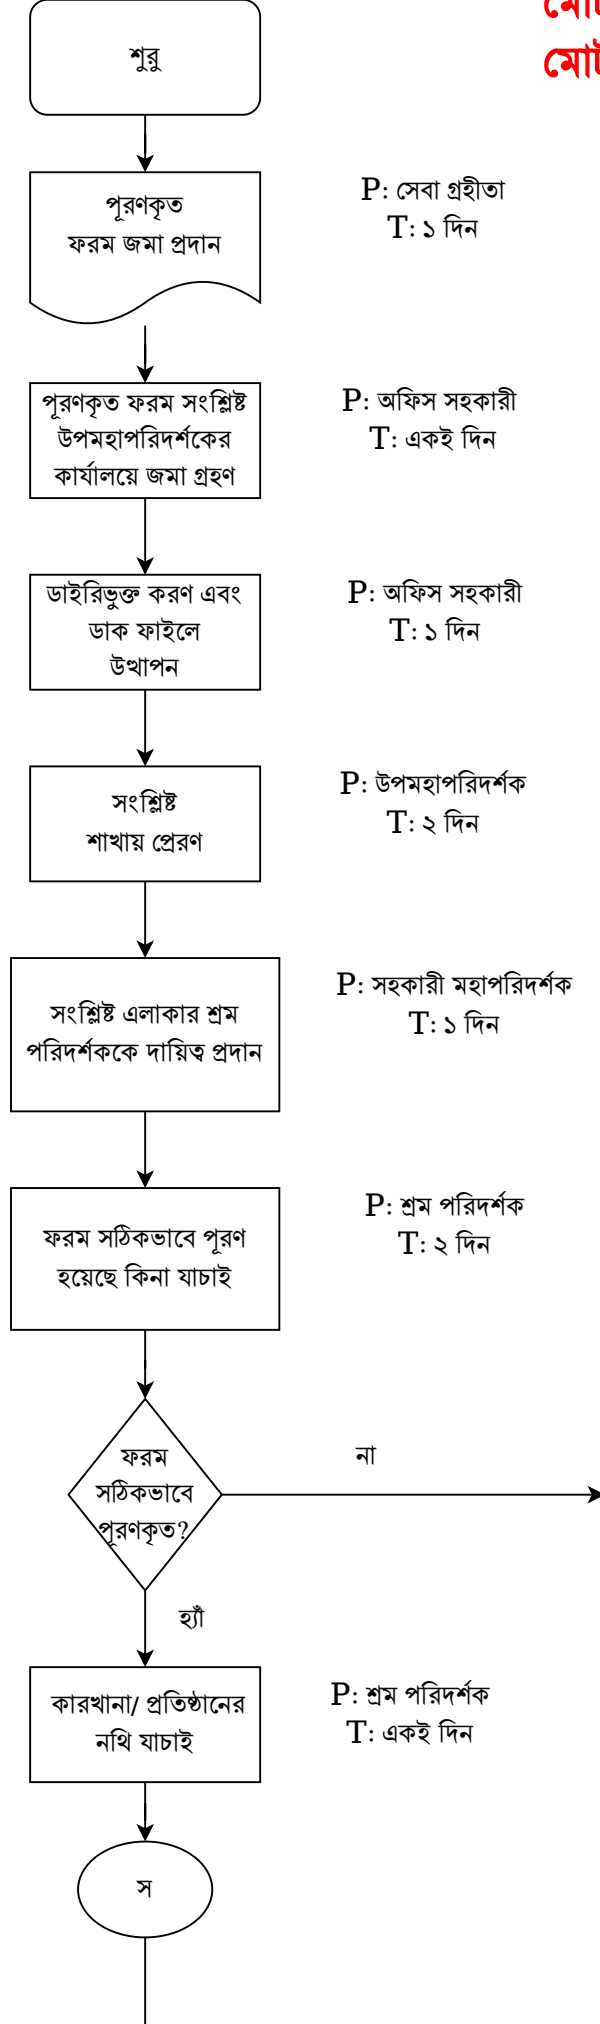 শুরু
পূরণকৃত
ফরম জমা প্রদান
P: সেবা গ্রহীতা
T: ১ দিন
পূরণকৃত ফরম সংশ্লিষ্ট
উপমহাপরিদর্শকের
কার্যালয়ে জমা গ্রহণ
P: অফিস সহকারী
T: একই দিন
ডাইরিভুক্ত করণ এবং
ডাক ফাইলে
উত্থাপন
P: অফিস সহকারী
T: ১ দিন
সংশ্লিষ্ট
শাখায় প্রেরণ
P: উপমহাপরিদর্শক
T: ২ দিন
সংশ্লিষ্ট এলাকার শ্রম
পরিদর্শককে দায়িত্ব প্রদান
P: সহকারী মহাপরিদর্শক
T: ১ দিন
ফরম সঠিকভাবে পূরণ
হয়েছে কিনা যাচাই
P: শ্রম পরিদর্শক
T: ২ দিন
ফরম
সঠিকভাবে
পূরণকৃত?
না
হ্যাঁ
কারখানা/ প্রতিষ্ঠানের
নথি যাচাই
P: শ্রম পরিদর্শক
T: একই দিন
স